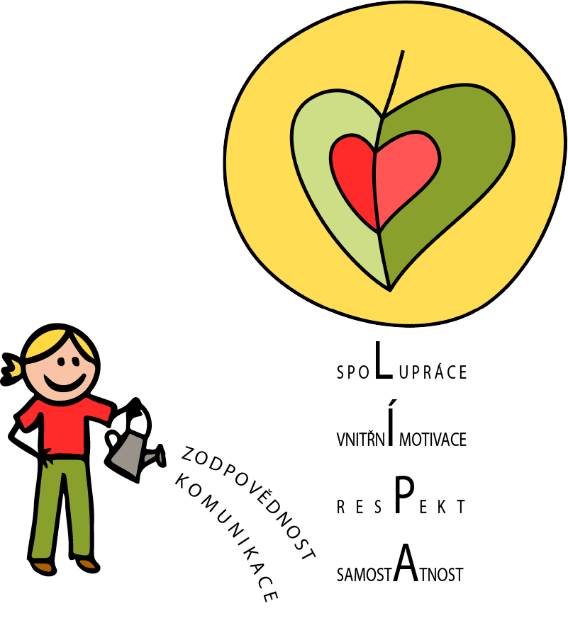 SPOLUPRÁCE
VNITŘNÍ MOTIVACE
RESPEKT
SAMOSTATNOST
ZODPOVĚDNOST
KOMUNIKACE